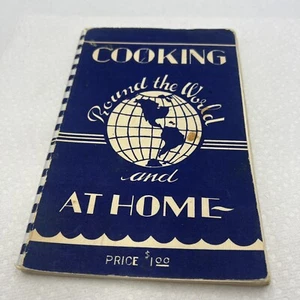 COOKING
Round the World
and
AT HOME
PRICE $1.00